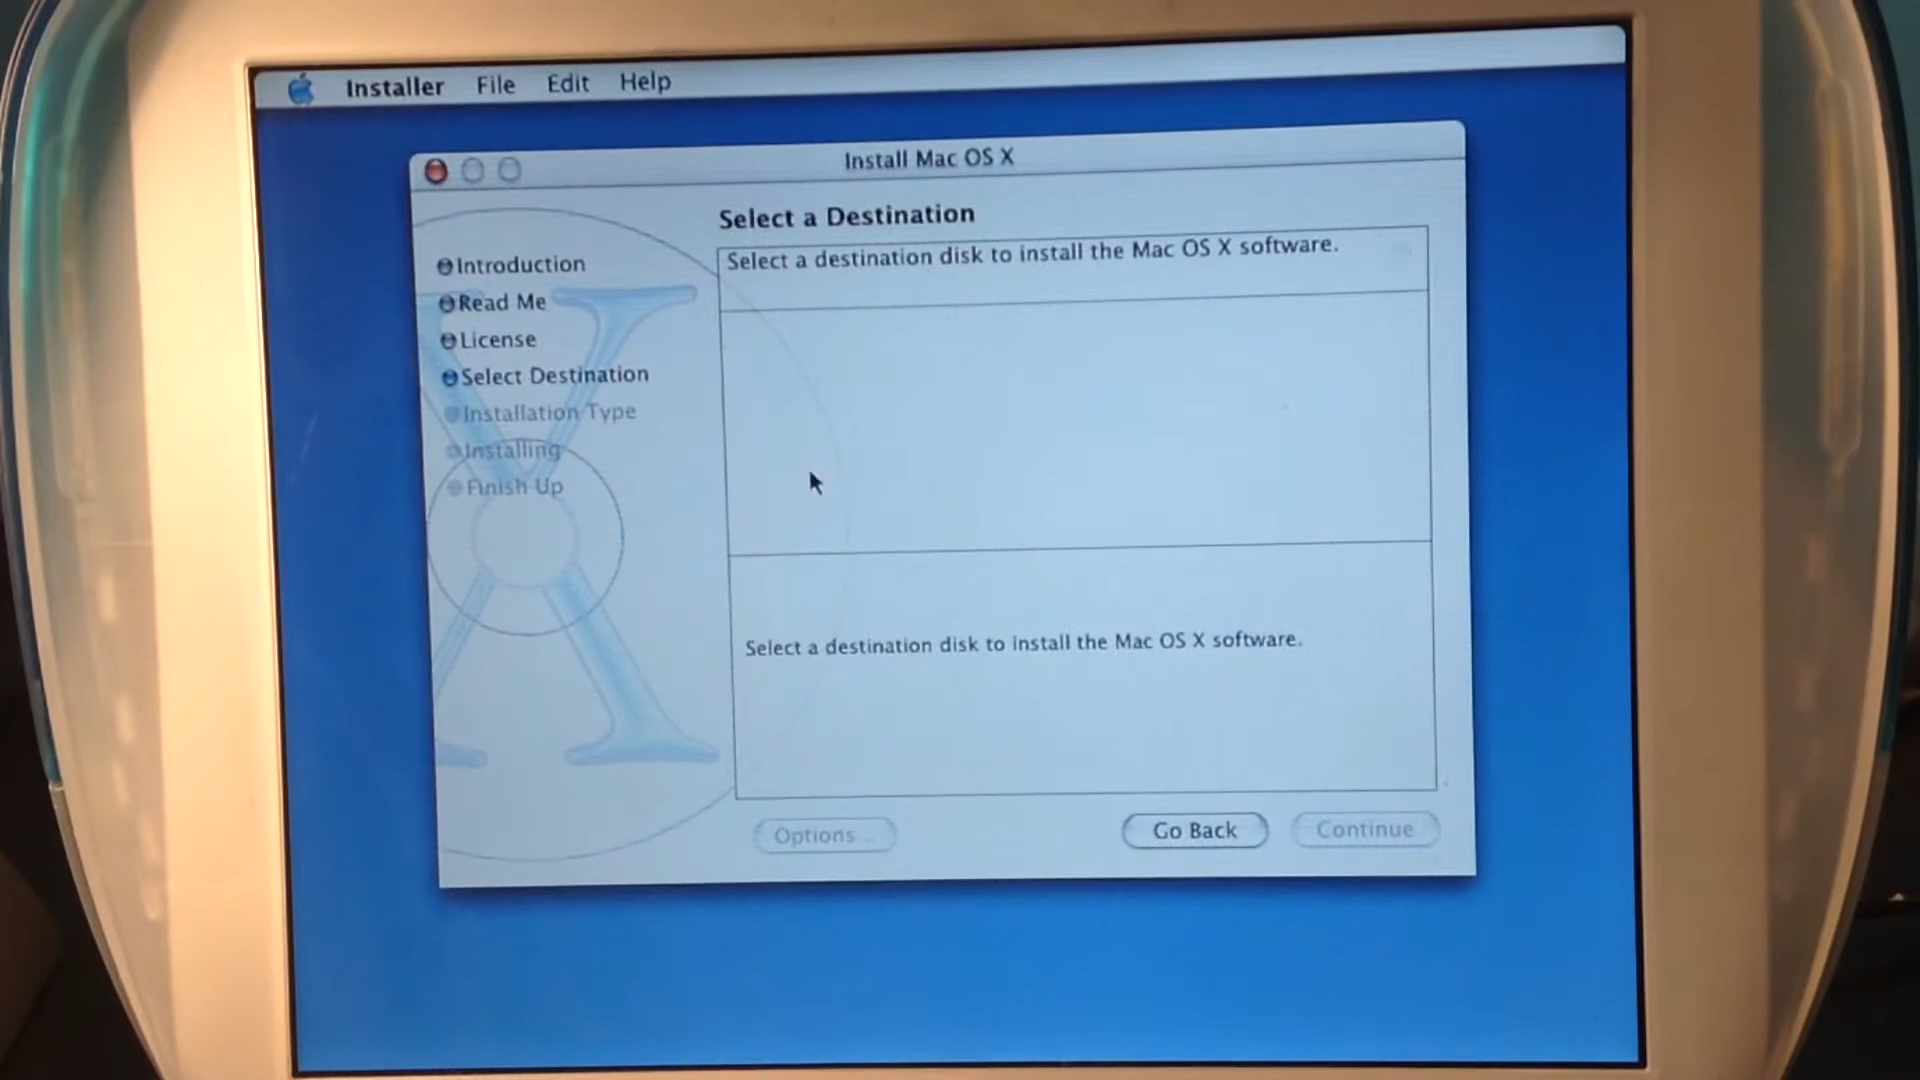 Installer File Edit Help
Install Mac OS X
Select a Destination
Select a destination disk to install the Mac OS X software.
Introduction
Read Me
License
Select Destination
Installation Type
Installing
Finish Up
Select a destination disk to install the Mac OS X software.
Options...
Go Back
Continue